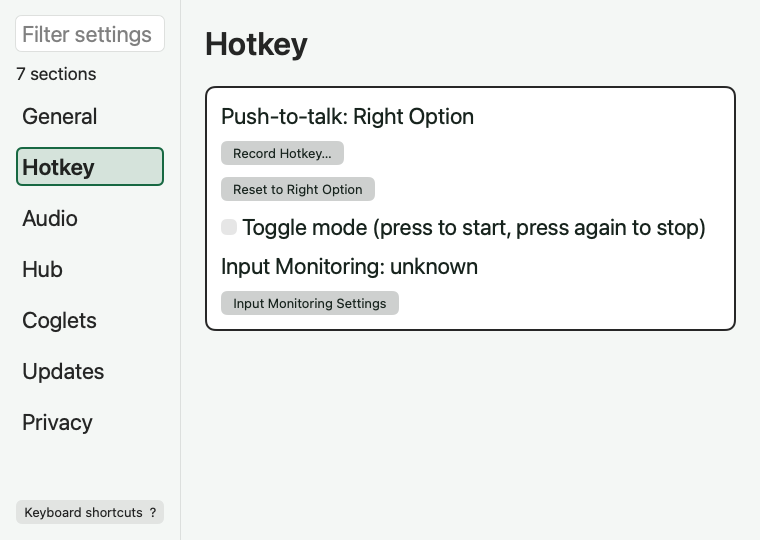 Filter settings
7 sections
General
Hotkey
Audio
Hub
Coglets
Updates
Privacy
Keyboard shortcuts ?
Hotkey
Push-to-talk: Right Option
Record Hotkey...
Reset to Right Option
Toggle mode (press to start, press again to stop)
Input Monitoring: unknown
Input Monitoring Settings